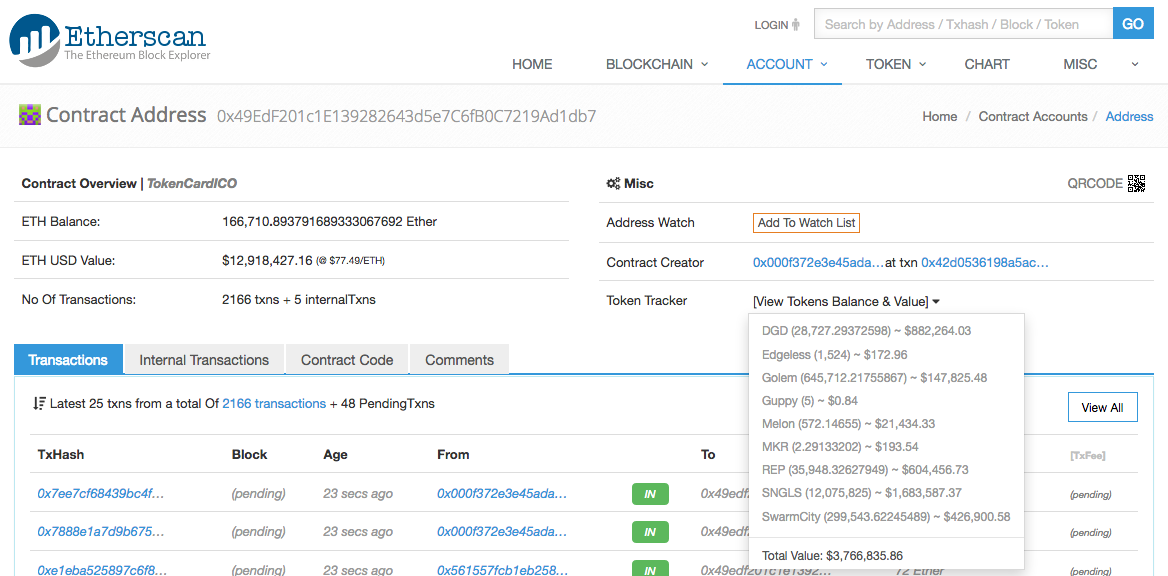 Etherscan
The Ethereum Block Explorer
LOGIN
Search by Address / Txhash / Block / Token
GO
HOME BLOCKCHAIN ACCOUNT TOKEN CHART MISC
Contract Address 0x49EdF201c1E139282643d5e7C6fB0C7219Ad1db7
Home / Contract Accounts / Address
Contract Overview | TokenCardICO
ETH Balance: 166,710.893791689333067692 Ether
ETH USD Value: $12,918,427.16 (@ $77.49/ETH)
No Of Transactions: 2166 txns + 5 internalTxns
Misc QRCODE
Address Watch Add To Watch List
Contract Creator 0x000f372e3e45ada...at txn 0x42d0536198a5ac...
Token Tracker [View Tokens Balance & Value]
DGD (28,727.29372598) ~ $882,264.03
Edgeless (1,524) ~ $172.96
Golem (645,712.21755867) ~ $147,825.48
Guppy (5) ~ $0.84
Melon (572.14655) ~ $21,434.33
MKR (2.29133202) ~ $193.54
REP (35,948.32627949) ~ $604,456.73
SNGLS (12,075,825) ~ $1,683,587.37
SwarmCity (299,543.62245489) ~ $426,900.58
Total Value: $3,766,835.86
Transactions Internal Transactions Contract Code Comments
Latest 25 txns from a total Of 2166 transactions + 48 PendingTxns
View All
TxHash Block Age From To [TxFee]
0x7ee7cf68439bc4f... (pending) 23 secs ago 0x000f372e3e45ada... IN 0x49edf2 (pending)
0x7888e1a7d9b675... (pending) 23 secs ago 0x000f372e3e45ada... IN 0x49edf2 (pending)
0xe1eba525897c6f8... (pending) 23 secs ago 0x561557fcb1eb258... IN 0x49edf201c1e1392... 72 Ether (pending)